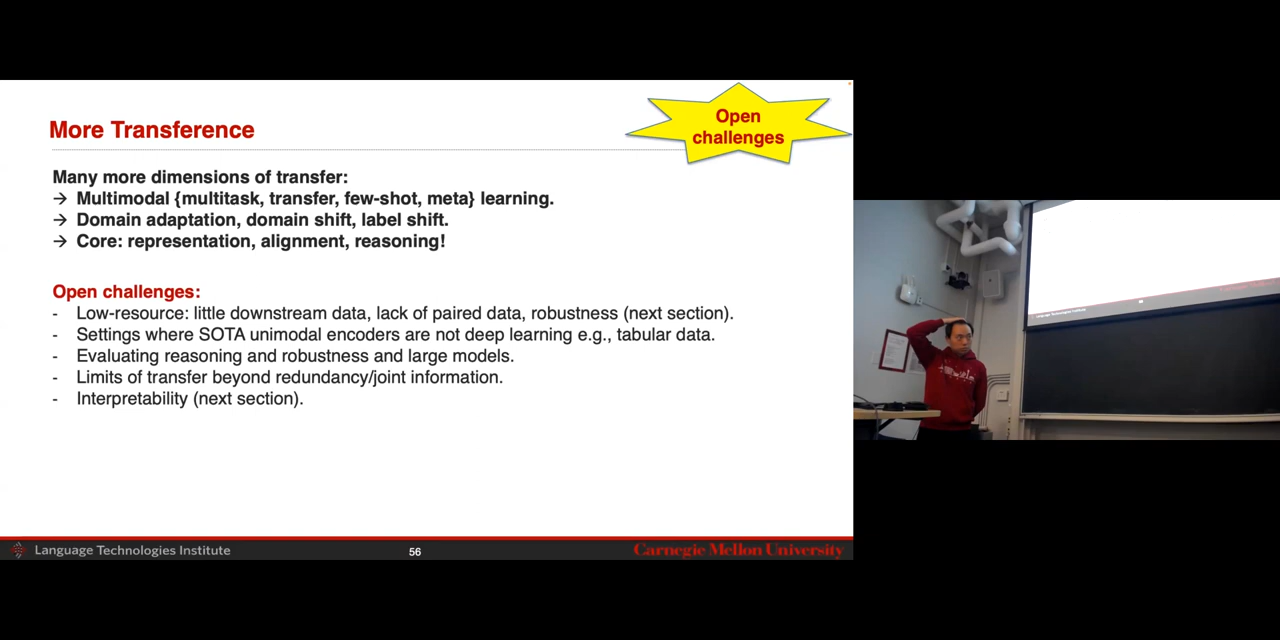 More Transference
Open
challenges
Many more dimensions of transfer:
→ Multimodal {multitask, transfer, few-shot, meta} learning.
→ Domain adaptation, domain shift, label shift.
→ Core: representation, alignment, reasoning!
Open challenges:
- Low-resource: little downstream data, lack of paired data, robustness (next section).
- Settings where SOTA unimodal encoders are not deep learning e.g., tabular data.
- Evaluating reasoning and robustness and large models.
- Limits of transfer beyond redundancy/joint information.
- Interpretability (next section).
Language Technologies Institute
56
Carnegie Mellon University